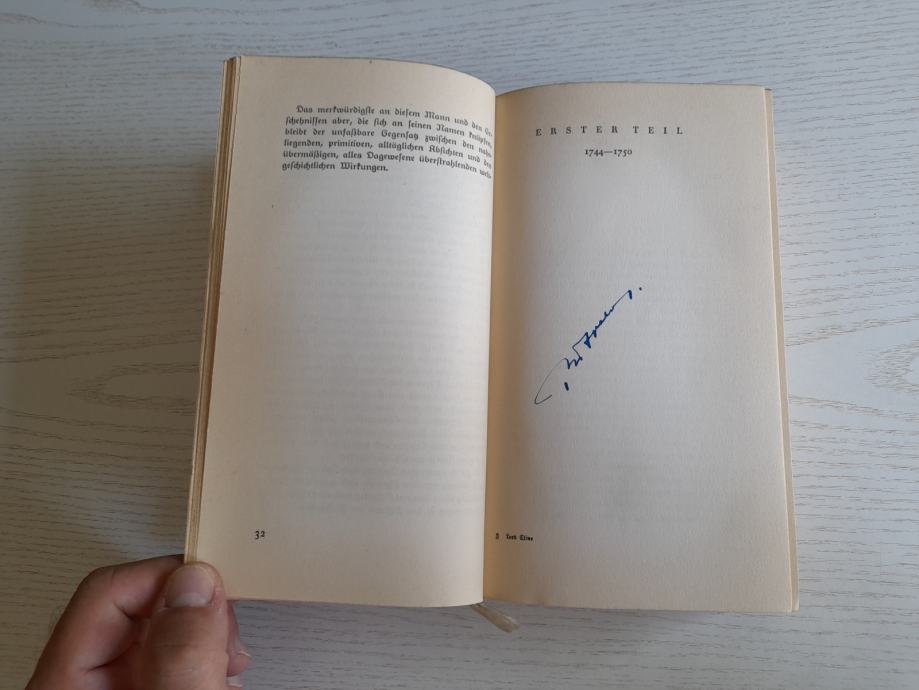 Das merkwürdigste an diesem Mann und den Ge-
schehnissen aber, die sich an seinen Namen knüpfen,
bleibt der unfaßbare Gegensatz zwischen den nahe-
liegenden, primitiven, alltäglichen Absichten und den
übermäßigen, alles Dagewesene überstrahlenden welt-
geschichtlichen Wirkungen.
32
ERSTER TEIL
1744—1750
Lord Clive